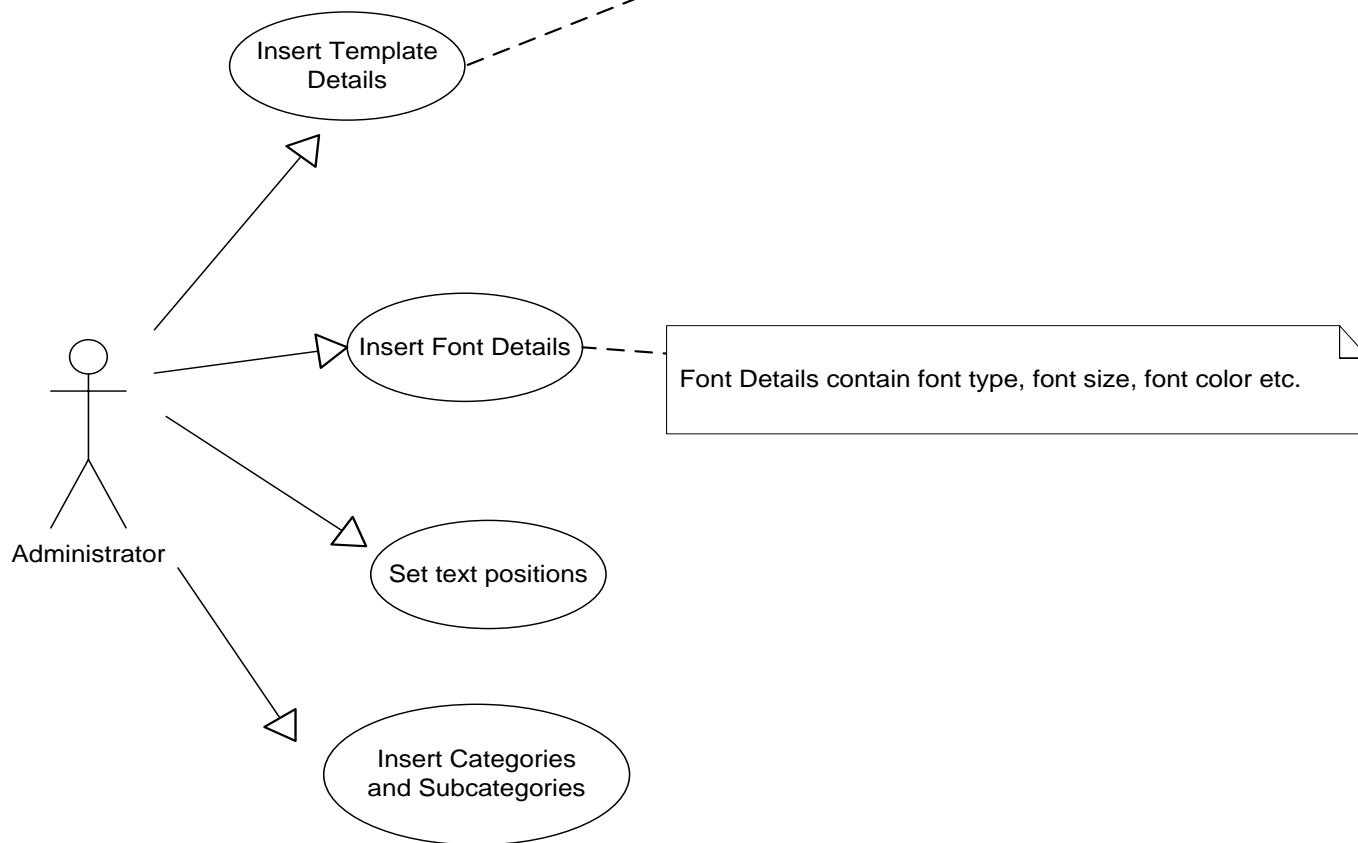 Insert Template
Details
Insert Font Details
Font Details contain font type, font size, font color etc.
Administrator
Set text positions
Insert Categories
and Subcategories